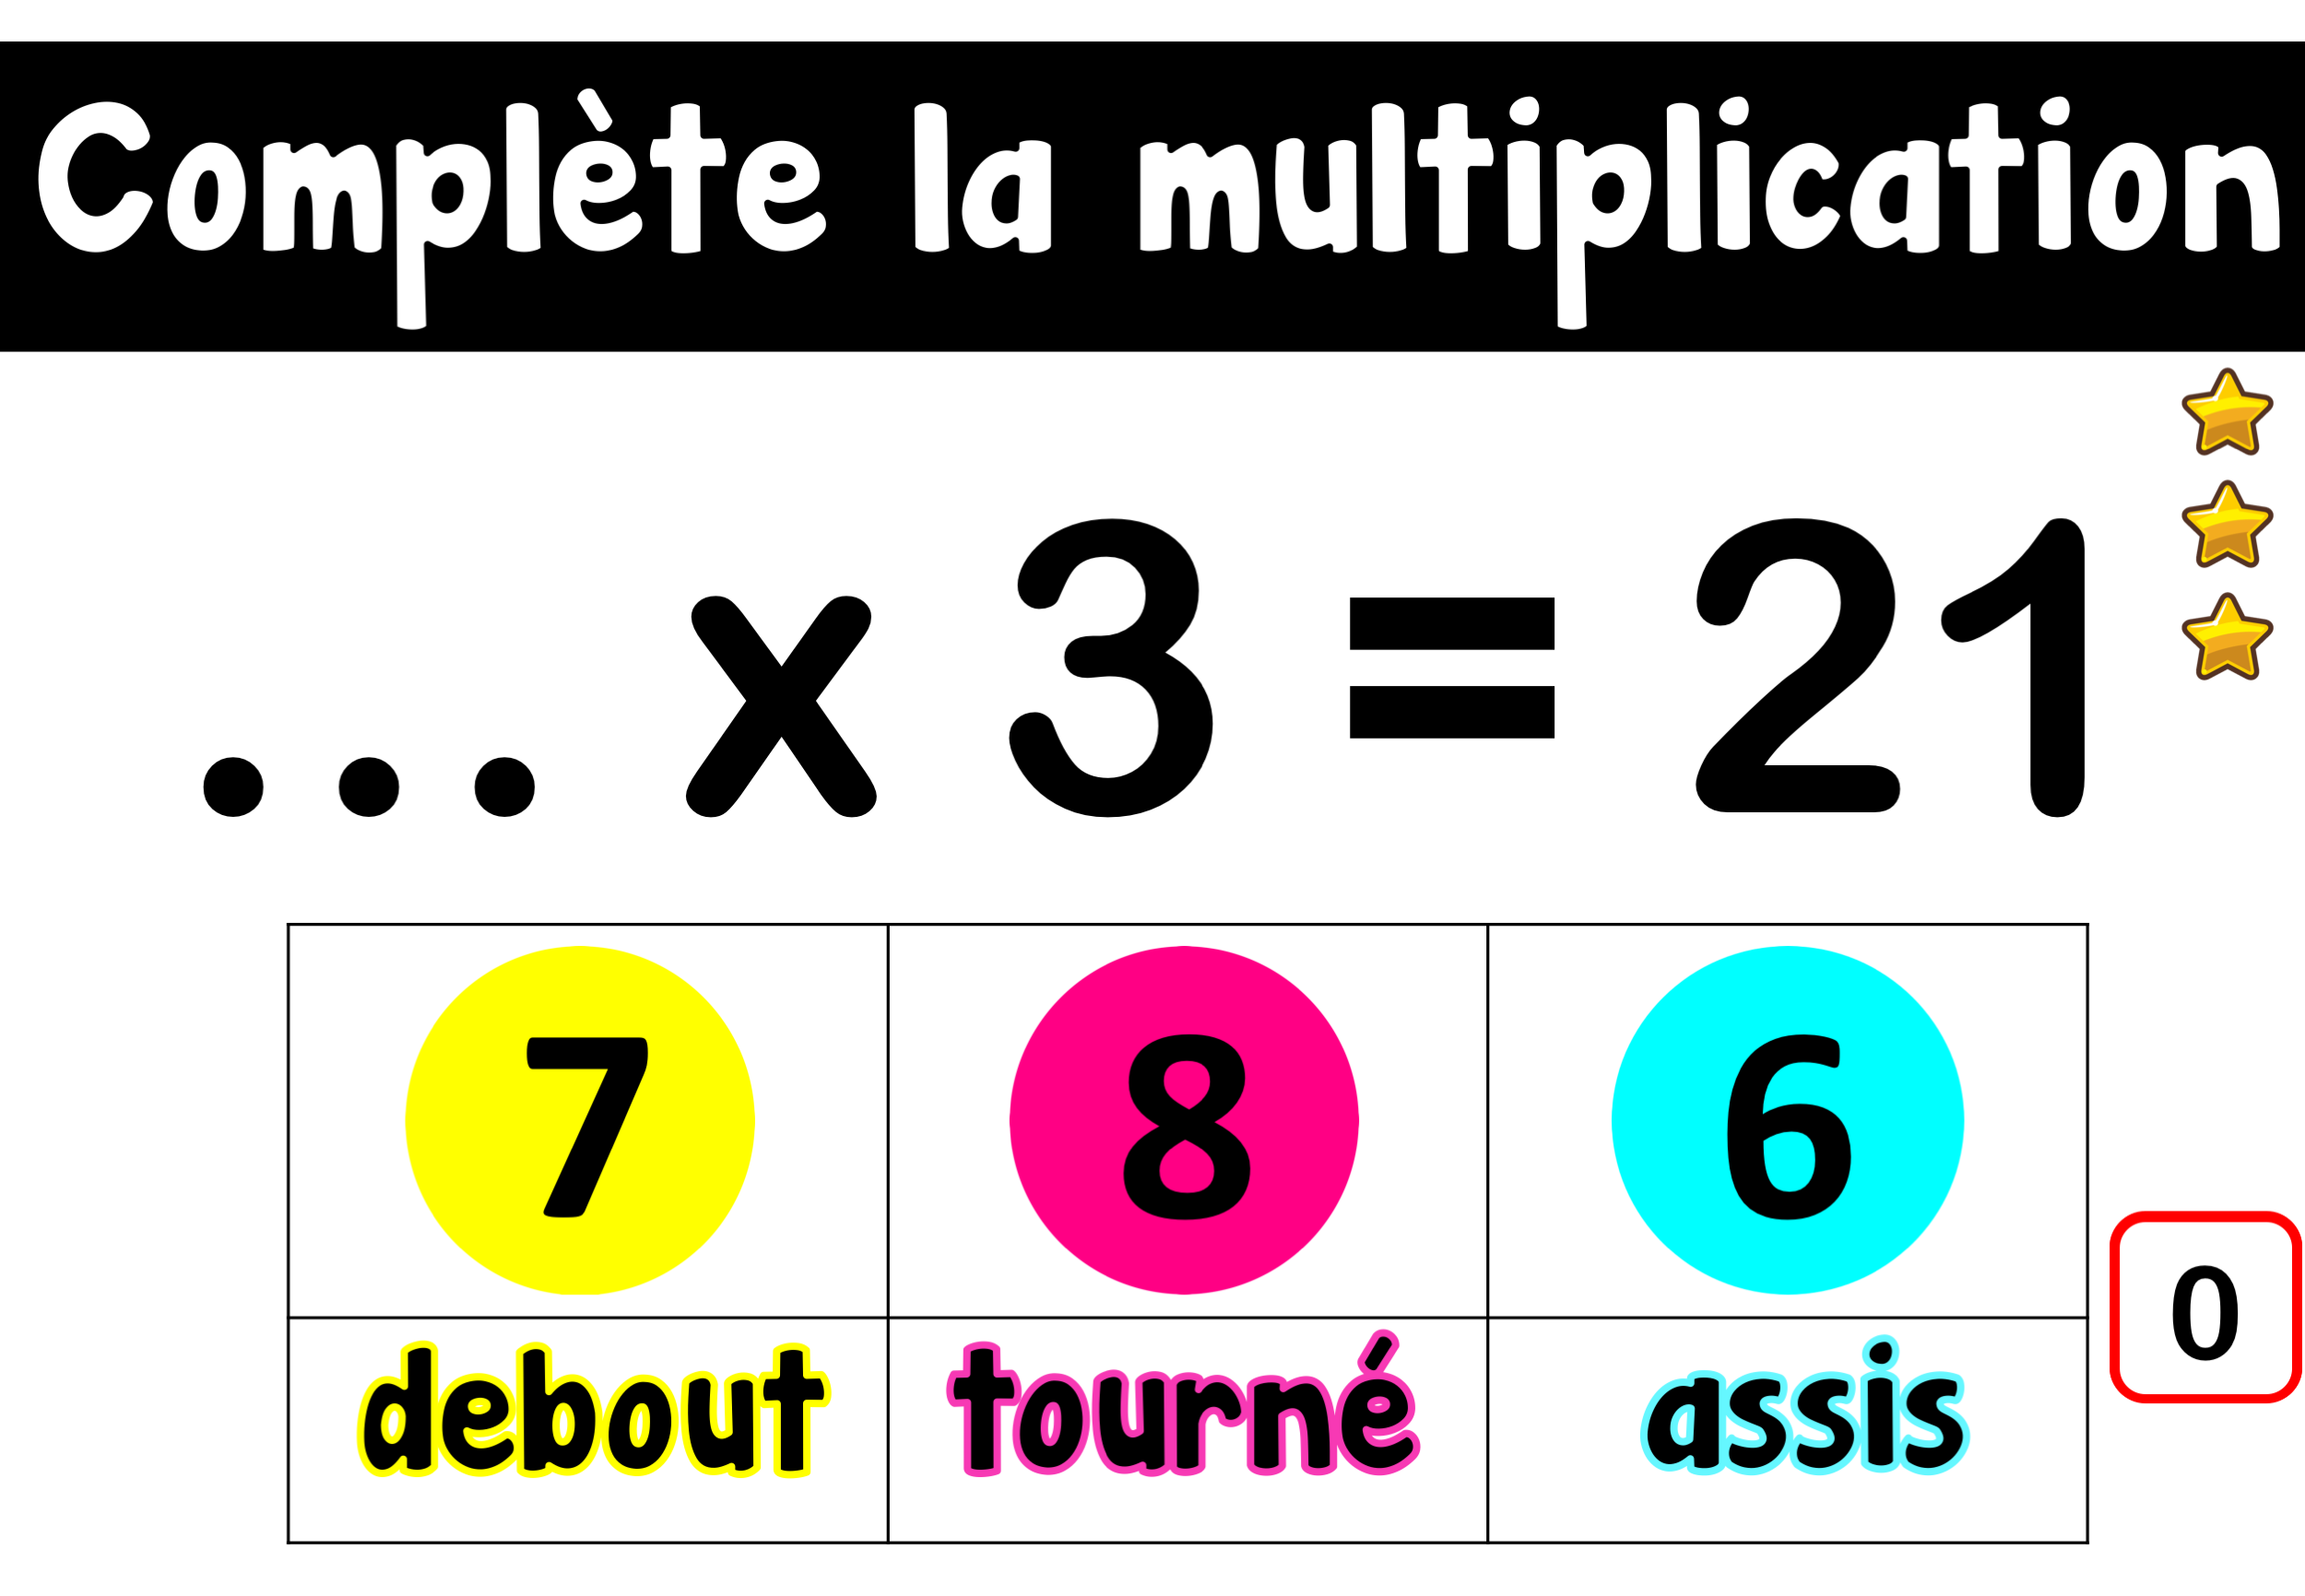 Complète la multiplication
... x 3 = 21
7 8 6
0
debout tourné assis